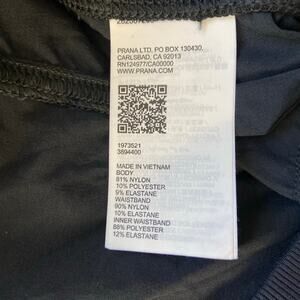 PRANA LTD. PO BOX 130430,
CARLSBAD, CA 92013
RN124977/CA00000
WWW.PRANA.COM
1973521
3894400
MADE IN VIETNAM
BODY
81% NYLON
10% POLYESTER
9% ELASTANE
WAISTBAND
90% NYLON
10% ELASTANE
INNER WAISTBAND
88% POLYESTER
12% ELASTANE